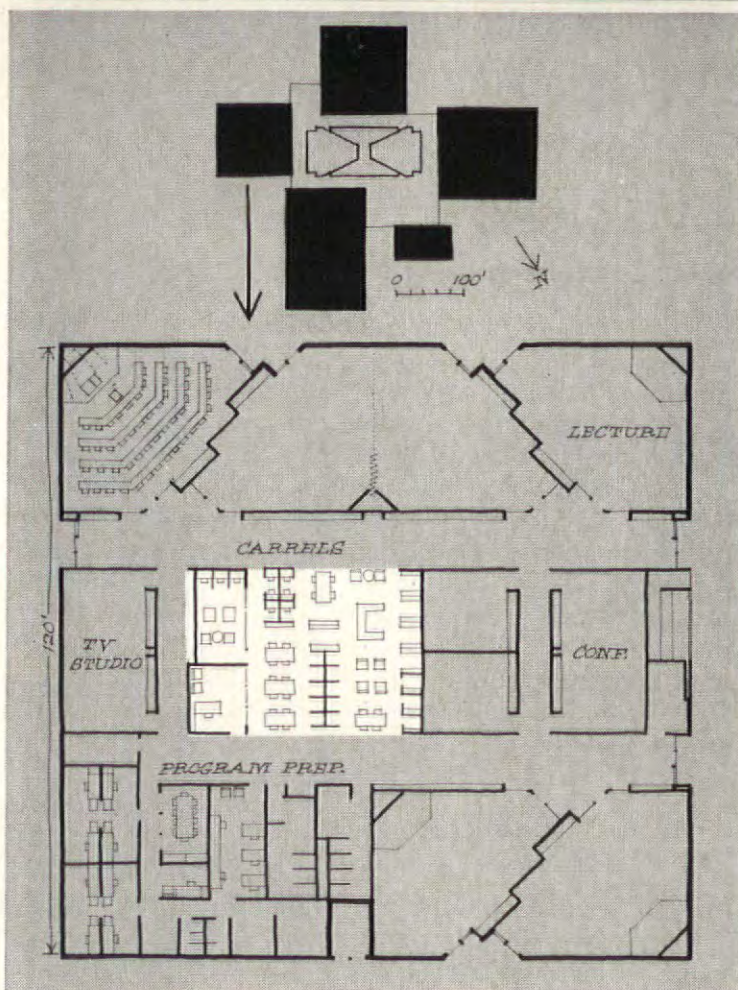 0 100'
N
LECTURE
CARRELS
120'
TV
STUDIO
CONF.
PROGRAM PREP.